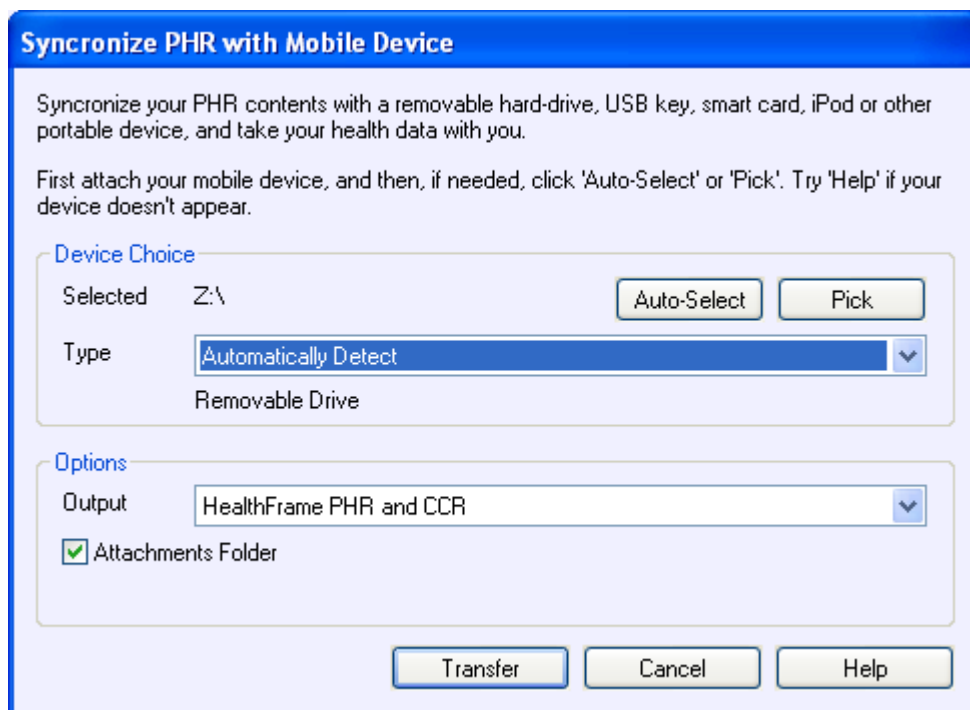 Syncronize PHR with Mobile Device
Syncronize your PHR contents with a removable hard-drive, USB key, smart card, iPod or other
portable device, and take your health data with you.
First attach your mobile device, and then, if needed, click 'Auto-Select' or 'Pick'. Try 'Help' if your
device doesn't appear.
Device Choice
Selected Z:\ Auto-Select Pick
Type Automatically Detect
Removable Drive
Options
Output HealthFrame PHR and CCR
Attachments Folder
Transfer Cancel Help